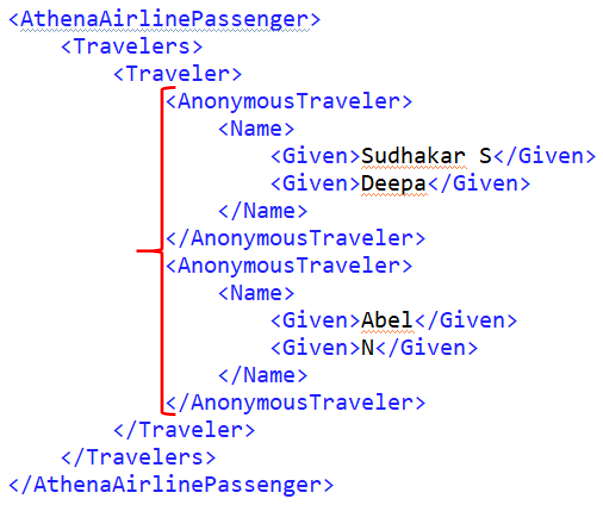 <AthenaAirlinePassenger>
<Travelers>
<Traveler>
<AnonymousTraveler>
<Name>
<Given>Sudhakar S</Given>
<Given>Deepa</Given>
</Name>
</AnonymousTraveler>
<AnonymousTraveler>
<Name>
<Given>Abel</Given>
<Given>N</Given>
</Name>
</AnonymousTraveler>
</Traveler>
</Travelers>
</AthenaAirlinePassenger>